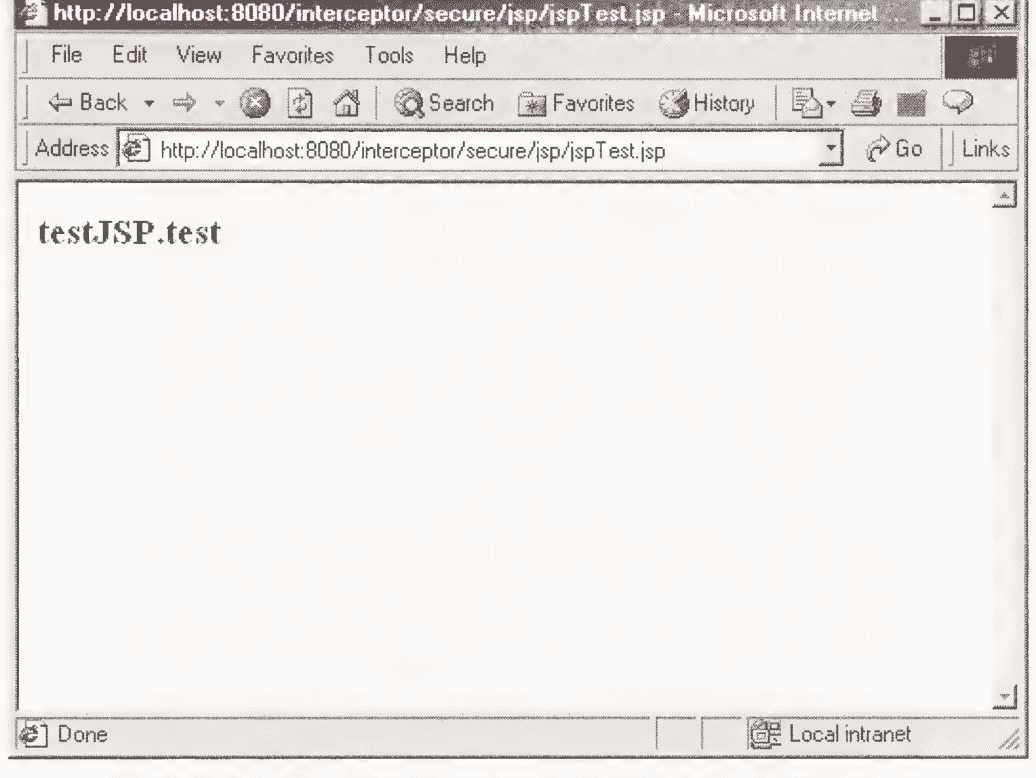 http://localhost:8080/interceptor/secure/jsp/jspTest.jsp - Microsoft Internet
File Edit View Favorites Tools Help
Back Search Favorites History
Address http://localhost:8080/interceptor/secure/jsp/jspTest.jsp Go Links
testJSP.test
Done Local intranet